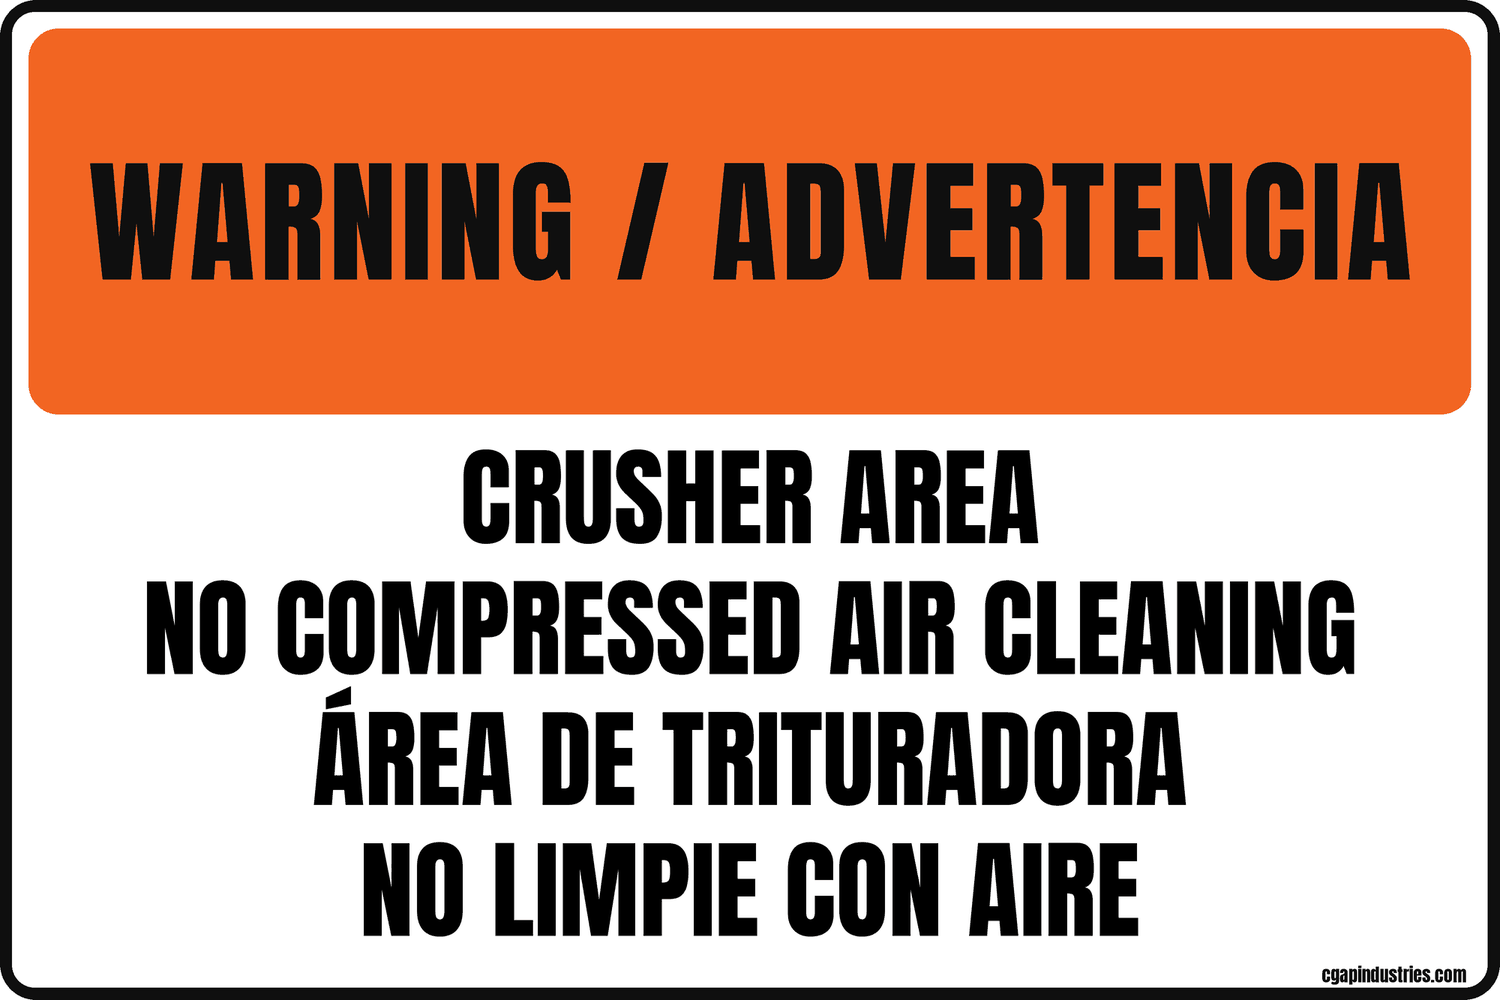 WARNING / ADVERTENCIA
CRUSHER AREA
NO COMPRESSED AIR CLEANING
ÁREA DE TRITURADORA
NO LIMPIE CON AIRE
cgapindustries.com